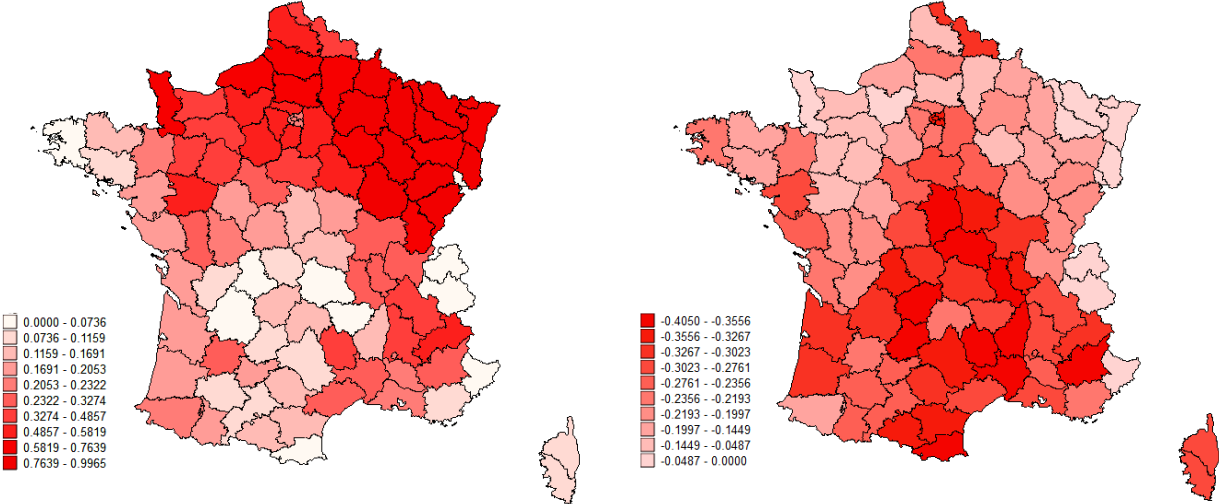 0.0000 - 0.0736
0.0736 - 0.1159
0.1159 - 0.1691
0.1691 - 0.2053
0.2053 - 0.2322
0.2322 - 0.3274
0.3274 - 0.4857
0.4857 - 0.5819
0.5819 - 0.7639
0.7639 - 0.9965
-0.4050 - -0.3556
-0.3556 - -0.3267
-0.3267 - -0.3023
-0.3023 - -0.2761
-0.2761 - -0.2356
-0.2356 - -0.2193
-0.2193 - -0.1997
-0.1997 - -0.1449
-0.1449 - -0.0487
-0.0487 - 0.0000